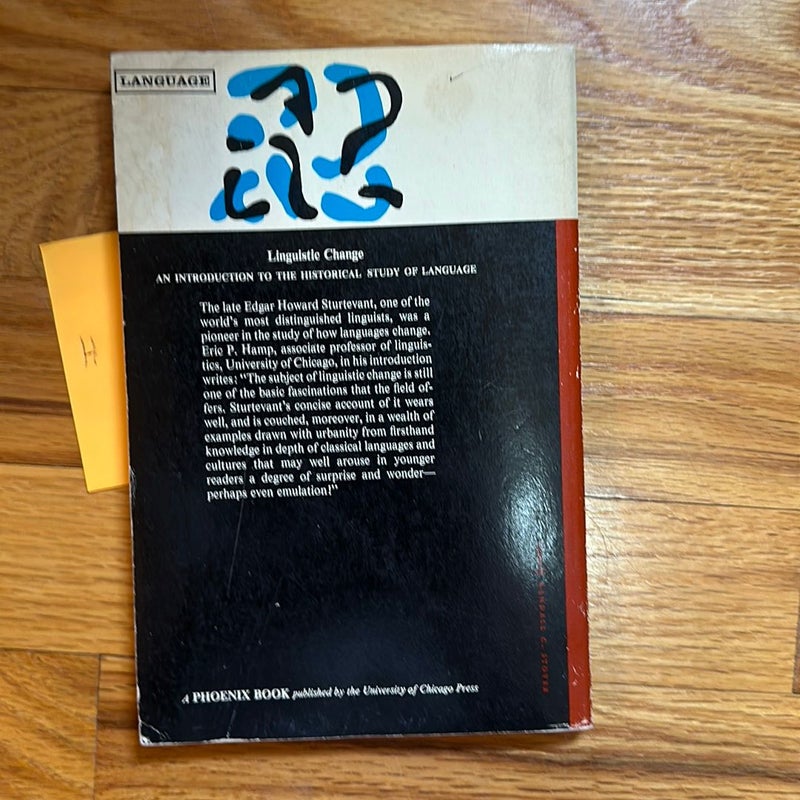 LANGUAGE
Linguistic Change
AN INTRODUCTION TO THE HISTORICAL STUDY OF LANGUAGE
The late Edgar Howard Sturtevant, one of the
world's most distinguished linguists, was a
pioneer in the study of how languages change.
Eric P. Hamp, associate professor of linguis-
tics, University of Chicago, in his introduction
writes: "The subject of linguistic change is still
one of the basic fascinations that the field of-
fers. Sturtevant's concise account of it wears
well, and is couched, moreover, in a wealth of
examples drawn with urbanity from firsthand
knowledge in depth of classical languages and
cultures that may well arouse in younger
readers a degree of surprise and wonder—
perhaps even emulation!"
A PHOENIX BOOK published by the University of Chicago Press